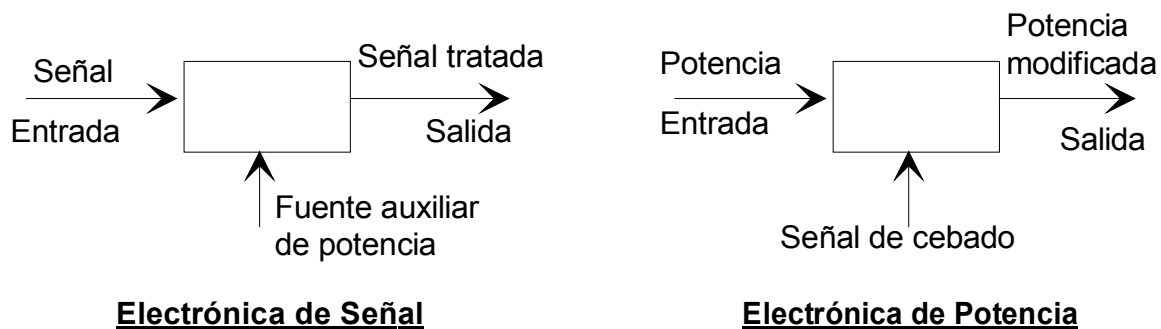 Señal
Entrada
Señal tratada
Salida
Fuente auxiliar
de potencia
Electrónica de Señal
Potencia
Entrada
Potencia
modificada
Salida
Señal de cebado
Electrónica de Potencia